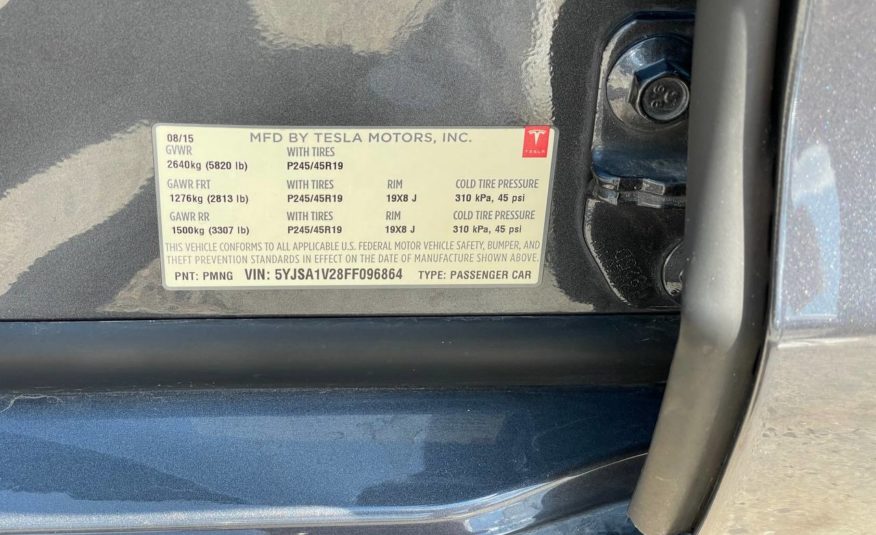 08/15 MFD BY TESLA MOTORS, INC. TESLA
GVWR WITH TIRES
2640kg (5820 lb) P245/45R19
GAWR FRT WITH TIRES RIM COLD TIRE PRESSURE
1276kg (2813 lb) P245/45R19 19X8 J 310 kPa, 45 psi
GAWR RR WITH TIRES RIM COLD TIRE PRESSURE
1500kg (3307 lb) P245/45R19 19X8 J 310 kPa, 45 psi
THIS VEHICLE CONFORMS TO ALL APPLICABLE U.S. FEDERAL MOTOR VEHICLE SAFETY, BUMPER, AND
THEFT PREVENTION STANDARDS IN EFFECT ON THE DATE OF MANUFACTURE SHOWN ABOVE.
PNT: PMNG VIN: 5YJSA1V28FF096864 TYPE: PASSENGER CAR